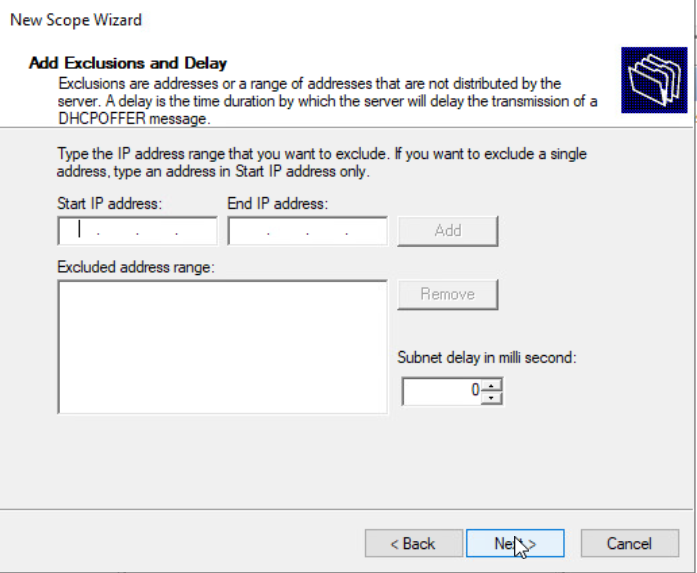 New Scope Wizard
Add Exclusions and Delay
Exclusions are addresses or a range of addresses that are not distributed by the
server. A delay is the time duration by which the server will delay the transmission of a
DHCPOFFER message.
Type the IP address range that you want to exclude. If you want to exclude a single
address, type an address in Start IP address only.
Start IP address: End IP address:
. . . . . . Add
Excluded address range:
Remove
Subnet delay in milli second:
0
< Back Next > Cancel